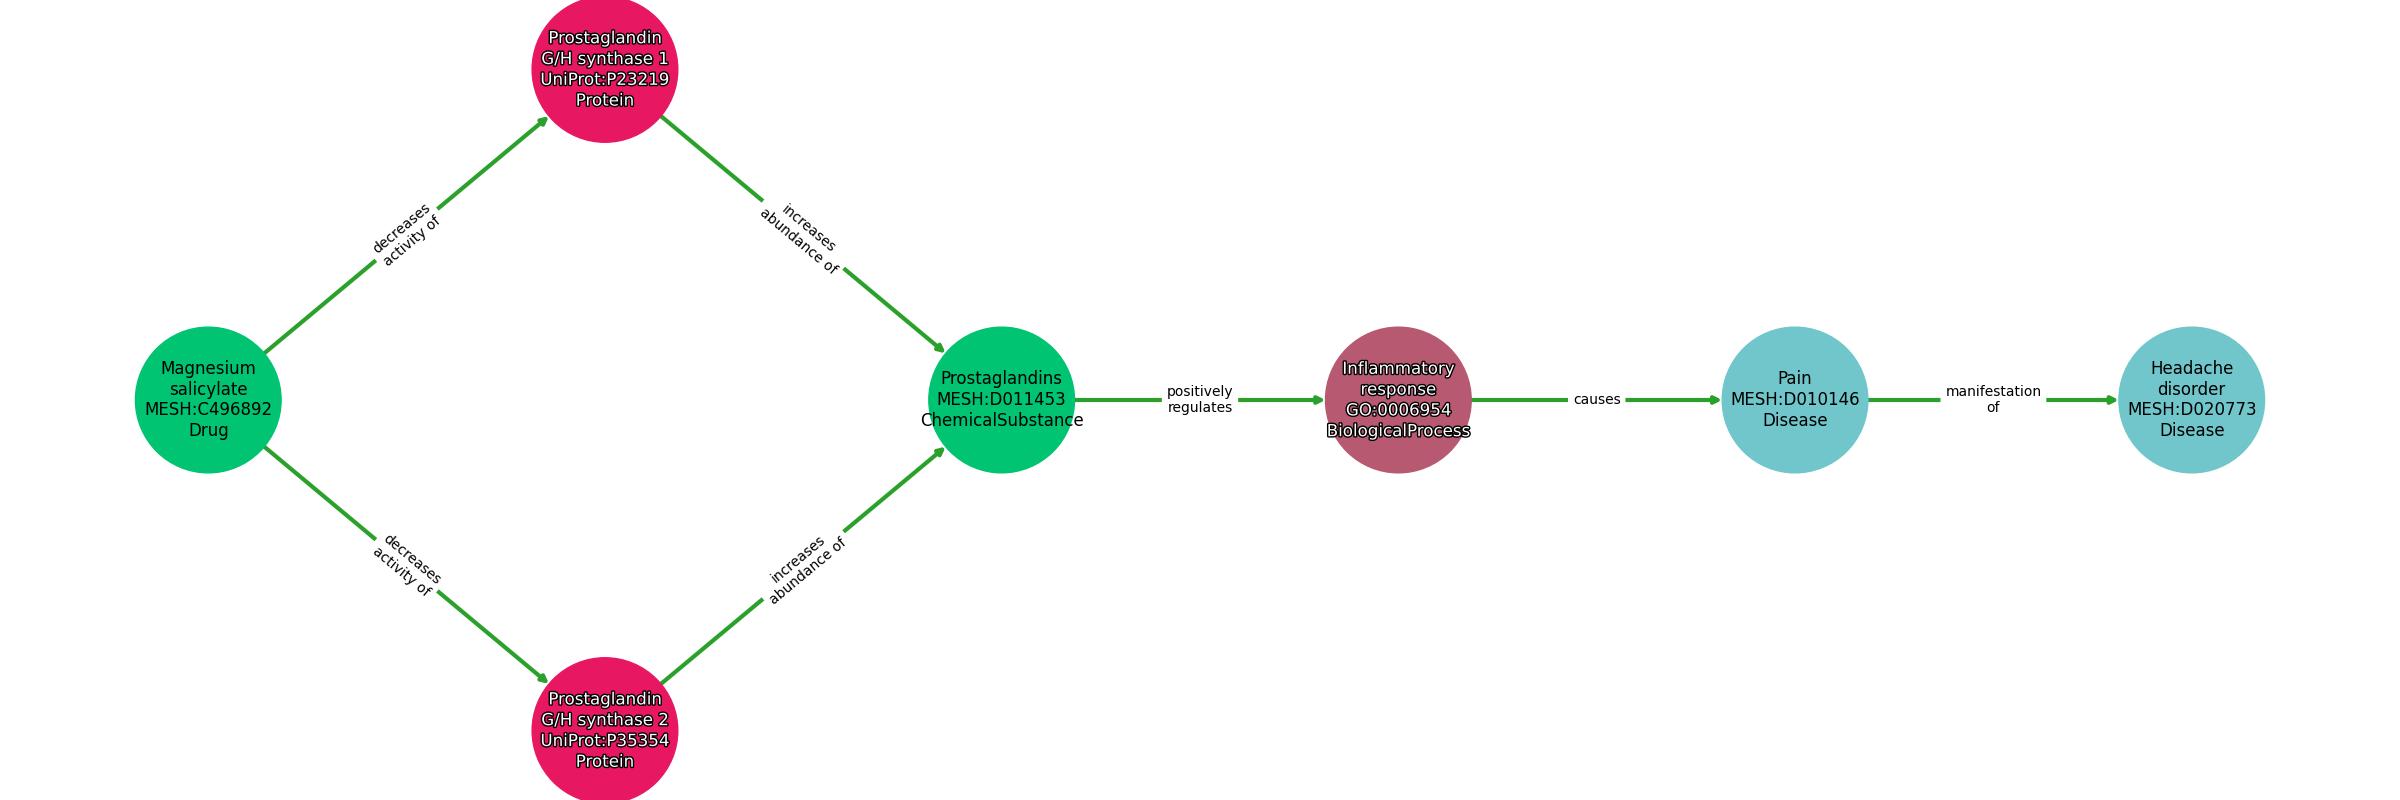 Prostaglandin
G/H synthase 1
UniProt:P23219
Protein
decreases
activity of
increases
abundance of
Magnesium
salicylate
MESH:C496892
Drug
Prostaglandins
MESH:D011453
ChemicalSubstance
positively
regulates
Inflammatory
response
GO:0006954
BiologicalProcess
causes
Pain
MESH:D010146
Disease
manifestation
of
Headache
disorder
MESH:D020773
Disease
decreases
activity of
increases
abundance of
Prostaglandin
G/H synthase 2
UniProt:P35354
Protein